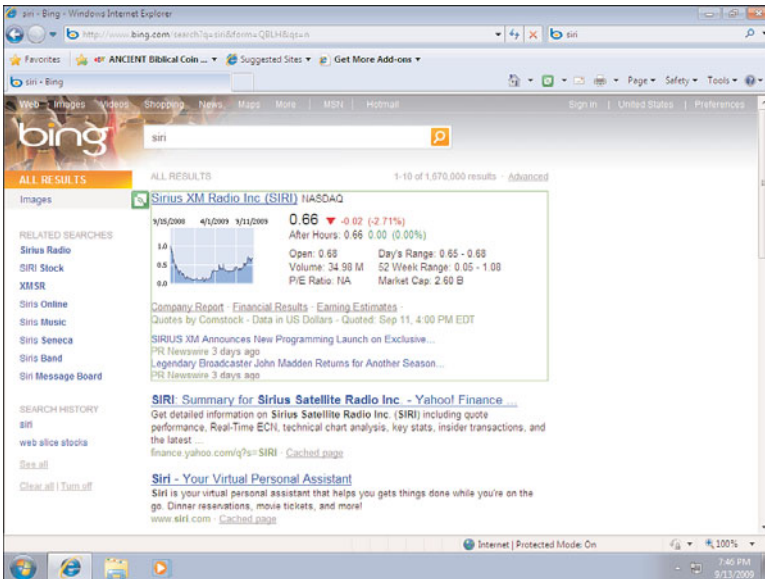 siri - Bing - Windows Internet Explorer
http://www.bing.com/search?q=siri&form=QBLH&qs=n
siri
Favorites ANCIENT Biblical Coin ... Suggested Sites Get More Add-ons
siri - Bing
Page Safety Tools
Web Images Videos Shopping News Maps More | MSN | Hotmail Sign in | United States | Preferences
bing
siri
ALL RESULTS
Images
RELATED SEARCHES
Sirius Radio
SIRI Stock
XMSR
Siris Online
Siris Music
Siris Seneca
Siris Band
Siri Message Board
SEARCH HISTORY
siri
web slice stocks
See all
Clear all | Turn off
ALL RESULTS 1-10 of 1,670,000 results · Advanced
Sirius XM Radio Inc (SIRI) NASDAQ
9/15/2008 4/1/2009 9/11/2009
1.0
0.5
0.0
0.66 ▼ -0.02 (-2.71%)
After Hours: 0.66 0.00 (0.00%)
Open: 0.68 Day's Range: 0.65 - 0.68
Volume: 34.98 M 52 Week Range: 0.05 - 1.08
P/E Ratio: NA Market Cap: 2.60 B
Company Report · Financial Results · Earning Estimates ·
Quotes by Comstock - Data in US Dollars - Quoted: Sep 11, 4:00 PM EDT
SIRIUS XM Announces New Programming Launch on Exclusive...
PR Newswire 3 days ago
Legendary Broadcaster John Madden Returns for Another Season...
PR Newswire 3 days ago
SIRI: Summary for Sirius Satellite Radio Inc. - Yahoo! Finance ...
Get detailed information on Sirius Satellite Radio Inc. (SIRI) including quote
performance, Real-Time ECN, technical chart analysis, key stats, insider transactions, and
the latest ...
finance.yahoo.com/q?s=SIRI · Cached page
Siri - Your Virtual Personal Assistant
Siri is your virtual personal assistant that helps you gets things done while you're on the
go. Dinner reservations, movie tickets, and more!
www.siri.com · Cached page
Internet | Protected Mode: On 100%
7:46 PM
9/13/2009